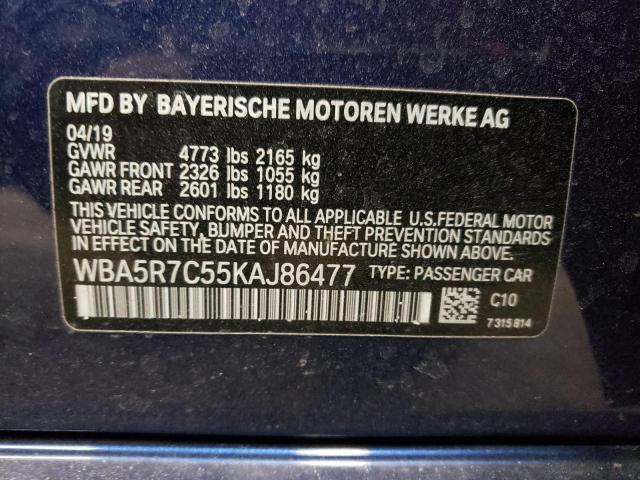 MFD BY BAYERISCHE MOTOREN WERKE AG
04/19
GVWR 4773 lbs 2165 kg
GAWR FRONT 2326 lbs 1055 kg
GAWR REAR 2601 lbs 1180 kg
THIS VEHICLE CONFORMS TO ALL APPLICABLE U.S.FEDERAL MOTOR
VEHICLE SAFETY, BUMPER AND THEFT PREVENTION STANDARDS
IN EFFECT ON THE DATE OF MANUFACTURE SHOWN ABOVE.
WBA5R7C55KAJ86477 TYPE: PASSENGER CAR
C10
7315814